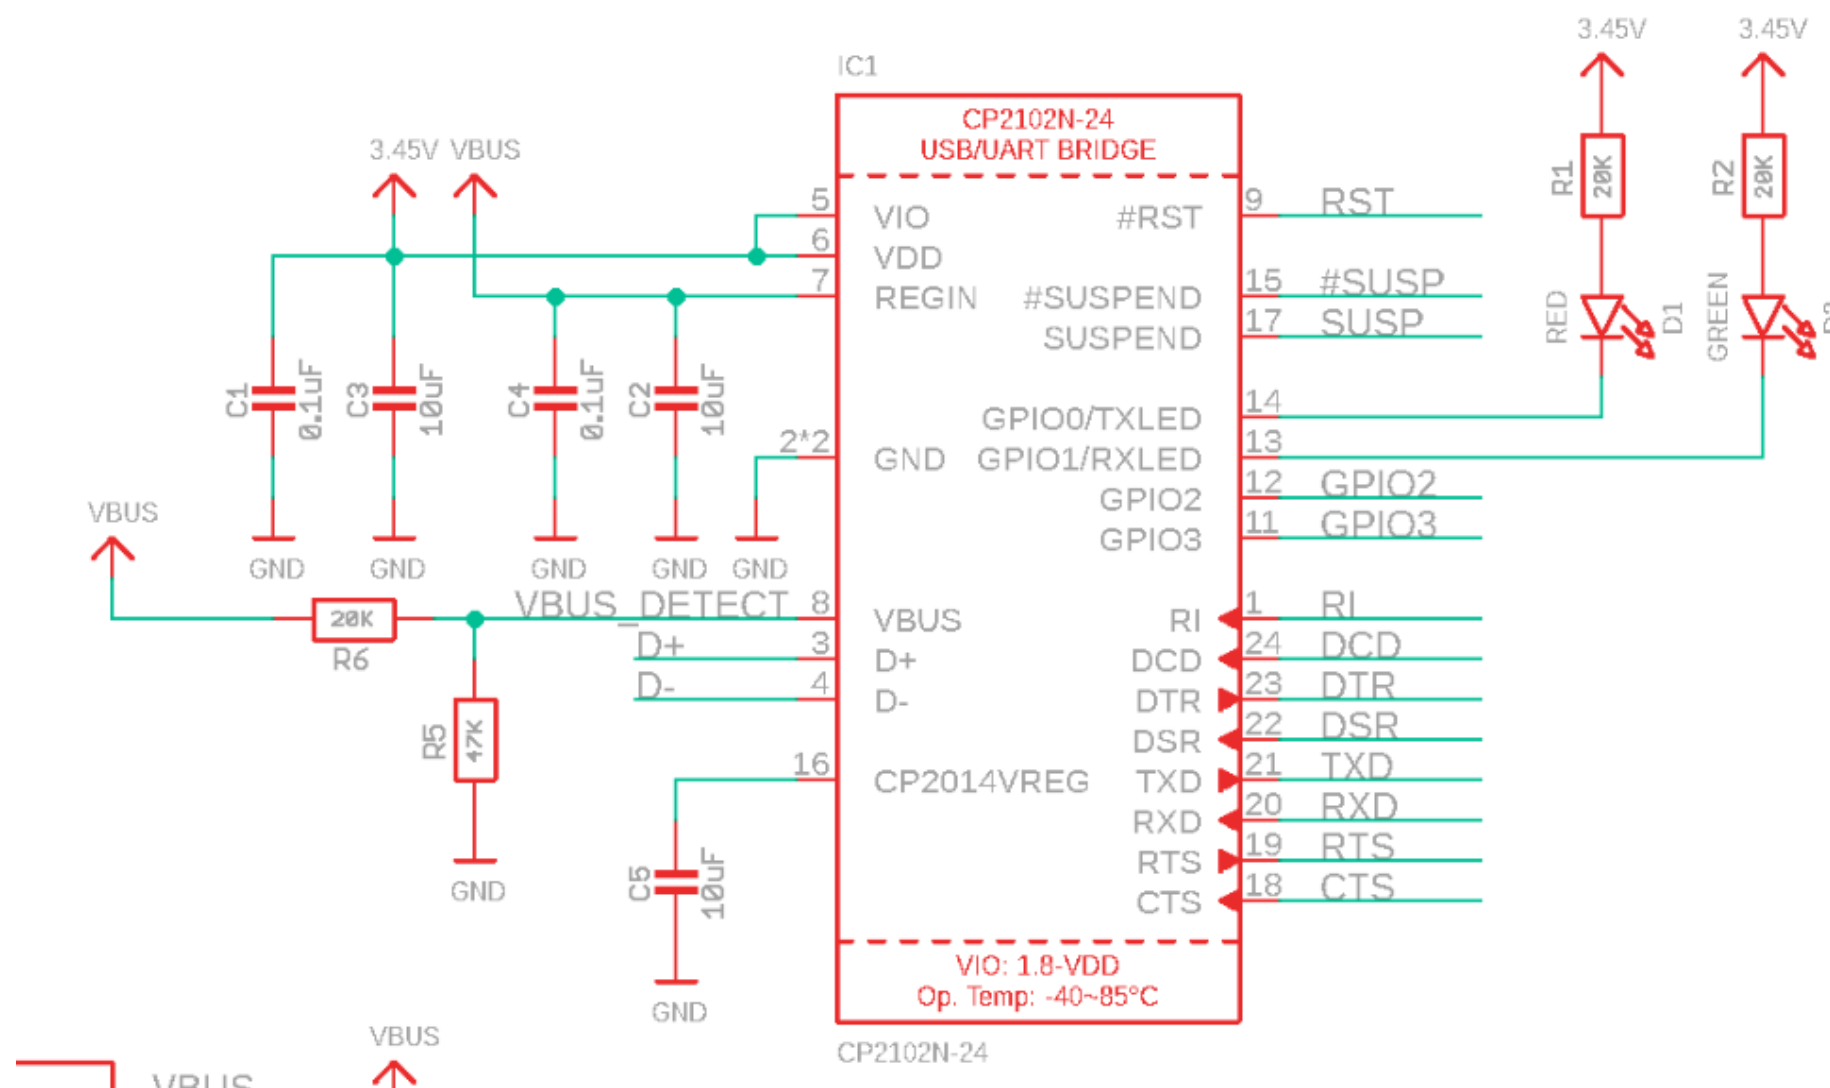 3.45V
3.45V
IC1
CP2102N-24
USB/UART BRIDGE
3.45V
VBUS
R1
20K
R2
20K
5
VIO
#RST
9
RST
6
VDD
7
REGIN
#SUSPEND
15
#SUSP
SUSPEND
17
SUSP
RED
D1
GREEN
C1
0.1uF
C3
10uF
C4
0.1uF
C2
10uF
GPIO0/TXLED
14
2*2
GND
GPIO1/RXLED
13
GPIO2
12
GPIO2
GPIO3
11
GPIO3
VBUS
GND
GND
GND
GND
GND
20K
R6
VBUS_DETECT
8
VBUS
RI
1
RI
D+
3
D+
DCD
24
DCD
D-
4
D-
DTR
23
DTR
R5
47K
DSR
22
DSR
16
CP2014VREG
TXD
21
TXD
RXD
20
RXD
RTS
19
RTS
CTS
18
CTS
GND
C5
10uF
GND
VIO: 1.8-VDD
Op. Temp: -40~85°C
CP2102N-24
VBUS
VBUS